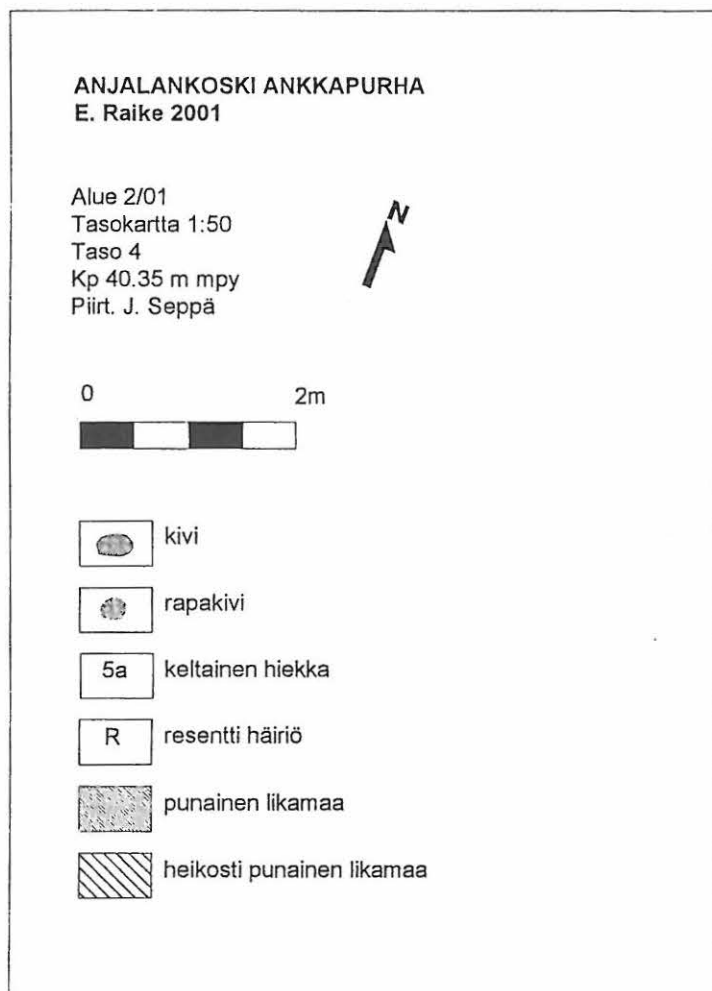 ANJALANKOSKI ANKKAPURHA
E. Raike 2001
Alue 2/01
Tasokartta 1:50
Taso 4
Kp 40.35 m mpy
Piirt. J. Seppä
N
0 2m
kivi
rapakivi
5a keltainen hiekka
R resentti häiriö
punainen likamaa
heikosti punainen likamaa